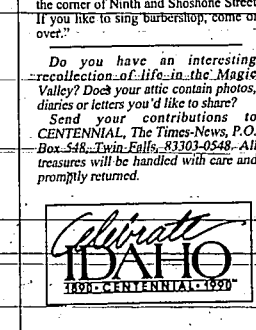 the corner of Ninth and Shoshone Street
If you like to sing barbershop, come on
over."
Do you have an interesting
recollection of life in the Magic
Valley? Does your attic contain photos,
diaries or letters you'd like to share?
Send your contributions to
CENTENNIAL, The Times-News, P.O.
Box 548, Twin Falls, 83303-0548. All
treasures will be handled with care and
promptly returned.
Celebrate
IDAHO
1890 • CENTENNIAL • 1990